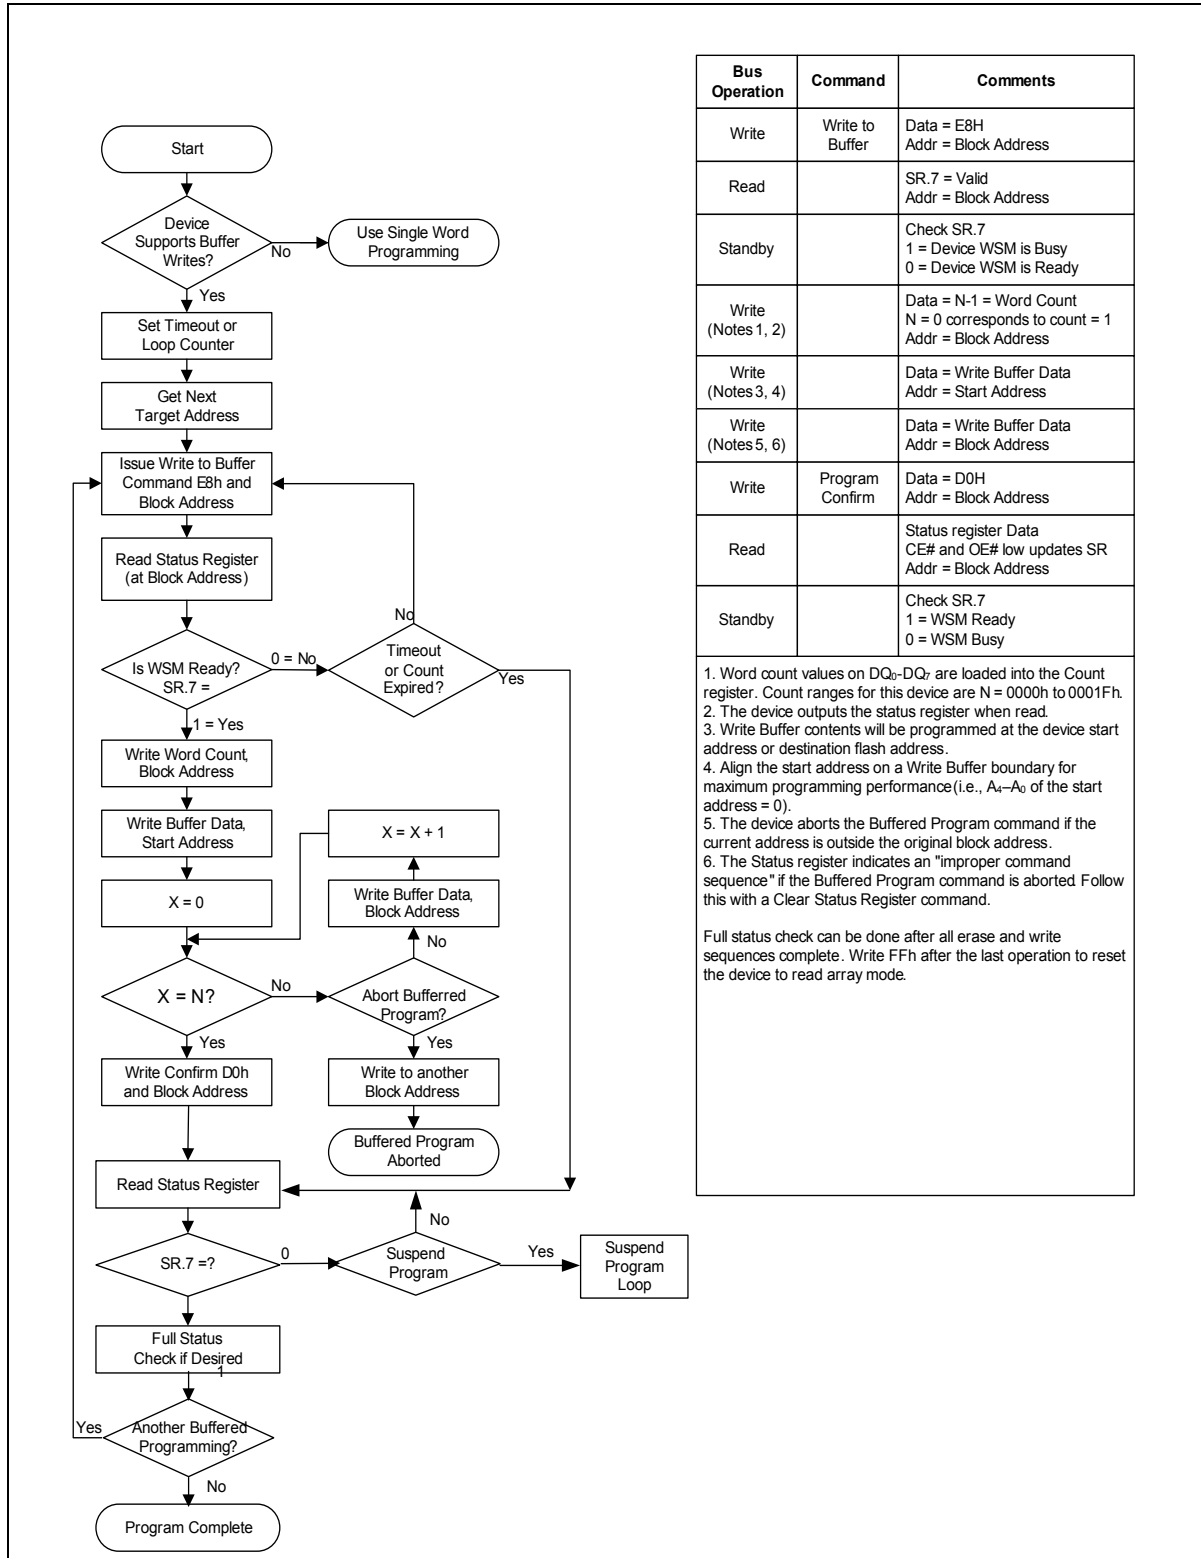 Start
Device
Supports Buffer
Writes?
No
Use Single Word
Programming
Yes
Set Timeout or
Loop Counter
Get Next
Target Address
Issue Write to Buffer
Command E8h and
Block Address
Read Status Register
(at Block Address)
No
Is WSM Ready?
SR.7 =
0 = No
Timeout
or Count
Expired?
Yes
1 = Yes
Write Word Count,
Block Address
Write Buffer Data,
Start Address
X = X + 1
X = 0
Write Buffer Data,
Block Address
No
X = N?
No
Abort Bufferred
Program?
Yes
Yes
Write Confirm D0h
and Block Address
Write to another
Block Address
Buffered Program
Aborted
Read Status Register
No
SR.7 =?
0
Suspend
Program
Yes
Suspend
Program
Loop
Full Status
Check if Desired
1
Yes
Another Buffered
Programming?
No
Program Complete
Bus
Operation
Command
Comments
Write
Write to
Buffer
Data = E8H
Addr = Block Address
Read
SR.7 = Valid
Addr = Block Address
Standby
Check SR.7
1 = Device WSM is Busy
0 = Device WSM is Ready
Write
(Notes 1, 2)
Data = N-1 = Word Count
N = 0 corresponds to count = 1
Addr = Block Address
Write
(Notes 3, 4)
Data = Write Buffer Data
Addr = Start Address
Write
(Notes 5, 6)
Data = Write Buffer Data
Addr = Block Address
Write
Program
Confirm
Data = D0H
Addr = Block Address
Read
Status register Data
CE# and OE# low updates SR
Addr = Block Address
Standby
Check SR.7
1 = WSM Ready
0 = WSM Busy
1. Word count values on DQ0-DQ7 are loaded into the Count
register. Count ranges for this device are N = 0000h to 0001Fh.
2. The device outputs the status register when read.
3. Write Buffer contents will be programmed at the device start
address or destination flash address.
4. Align the start address on a Write Buffer boundary for
maximum programming performance (i.e., A4–A0 of the start
address = 0).
5. The device aborts the Buffered Program command if the
current address is outside the original block address.
6. The Status register indicates an "improper command
sequence" if the Buffered Program command is aborted. Follow
this with a Clear Status Register command.
Full status check can be done after all erase and write
sequences complete. Write FFh after the last operation to reset
the device to read array mode.